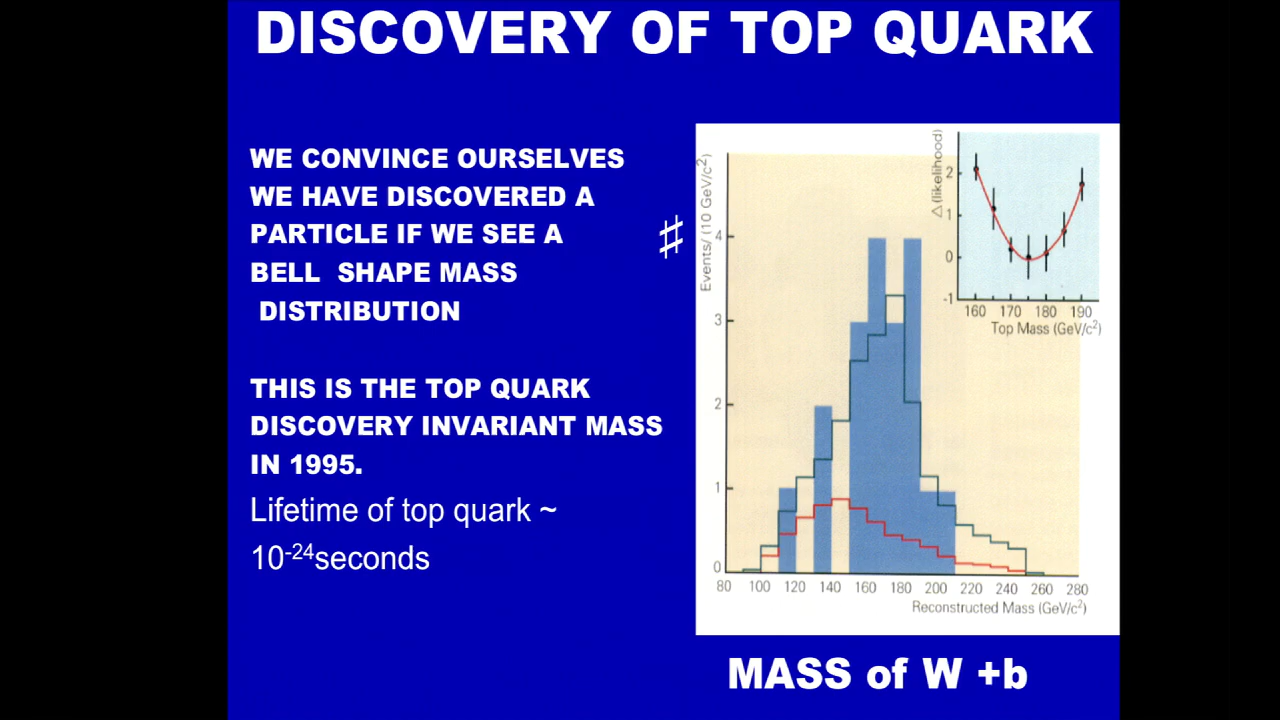 DISCOVERY OF TOP QUARK
WE CONVINCE OURSELVES
WE HAVE DISCOVERED A
PARTICLE IF WE SEE A
BELL SHAPE MASS
DISTRIBUTION
THIS IS THE TOP QUARK
DISCOVERY INVARIANT MASS
IN 1995.
Lifetime of top quark ~
10⁻²⁴seconds
♯
Events/ (10 GeV/c²)
4
3
2
1
0
80 100 120 140 160 180 200 220 240 260 280
Reconstructed Mass (GeV/c²)
△(likelihood)
2
1
0
-1
160 170 180 190
Top Mass (GeV/c²)
MASS of W +b